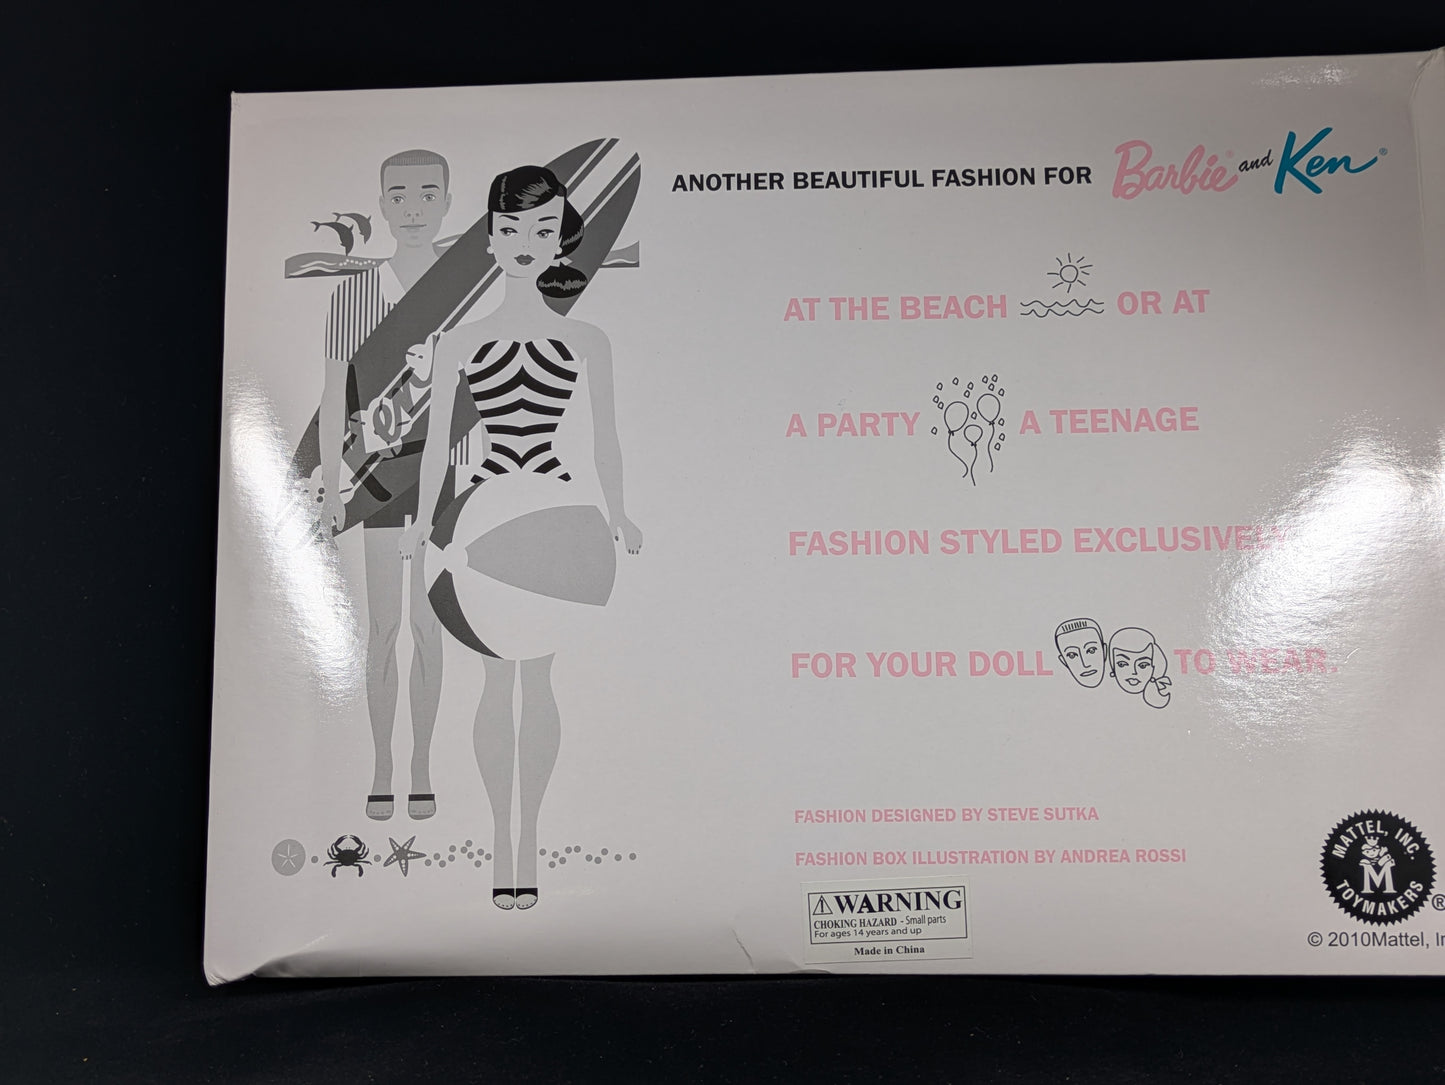 ANOTHER BEAUTIFUL FASHION FOR Barbie and Ken®
AT THE BEACH OR AT
A PARTY A TEENAGE
FASHION STYLED EXCLUSIVELY
FOR YOUR DOLL TO WEAR.
FASHION DESIGNED BY STEVE SUTKA
FASHION BOX ILLUSTRATION BY ANDREA ROSSI
WARNING
CHOKING HAZARD - Small parts
For ages 14 years and up
Made in China
MATTEL, INC.
M
TOYMAKERS
®
© 2010Mattel,